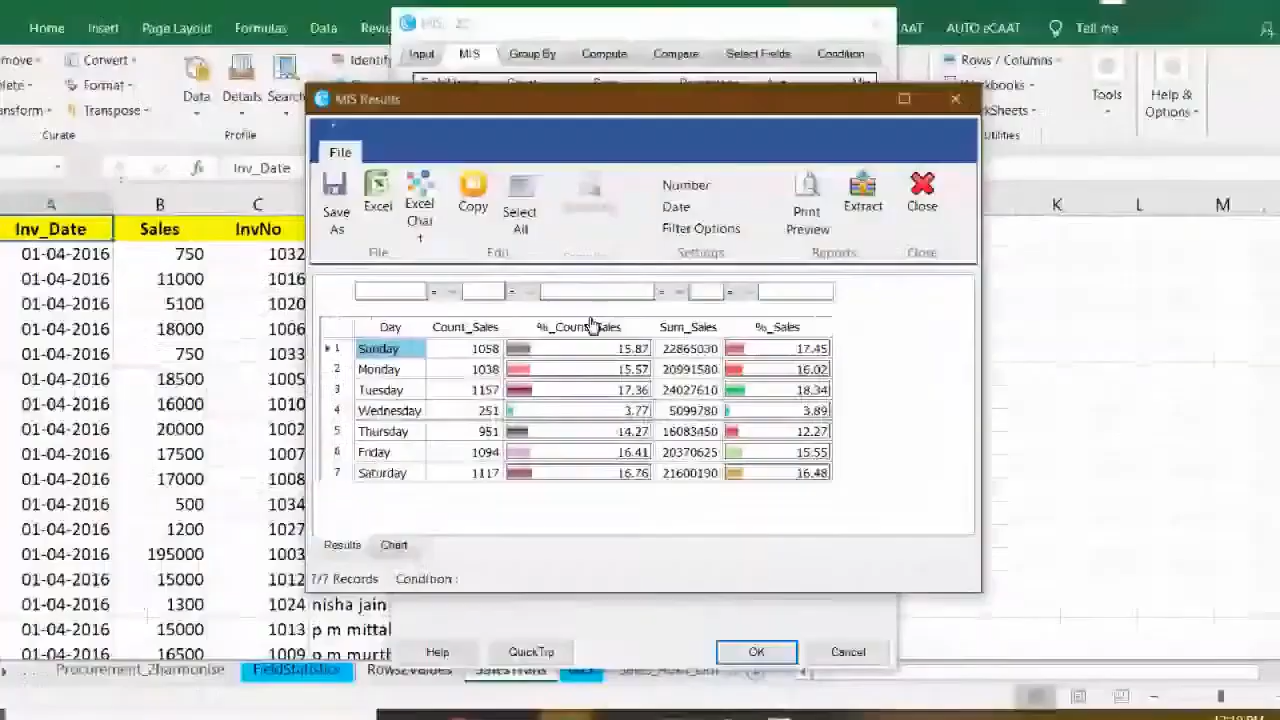 Home Insert Page Layout Formulas Data AAT AUTO eCAAT Tell me
Input MIS Group By Compute Compare Select Fields Condition
Convert
Format
Transpose
Data Details Search
Identify
Curate Profile
Rows / Columns
Workbooks
Sheets
Utilities
Tools
Help & Options
fx Inv_Date
A B C K L M
Inv_Date Sales InvNo
01-04-2016 750 1032
01-04-2016 11000 1016
01-04-2016 5100 1020
01-04-2016 18000 1006
01-04-2016 750 1033
01-04-2016 18500 1005
01-04-2016 16000 1010
01-04-2016 20000 1002
01-04-2016 17500 1007
01-04-2016 17000 1008
01-04-2016 500 1034
01-04-2016 1200 1027
01-04-2016 195000 1003
01-04-2016 15000 1012
01-04-2016 1300 1024 nisha jain
01-04-2016 15000 1013 p m mittal
01-04-2016 16500 1009 p m murth
MIS Results
File
Save As
Excel
Excel Chart
Copy
Select All
Number
Date
Filter Options
Print Preview
Extract
Close
File Edit Settings Reports Close
Day Count_Sales %_Count_Sales Sum_Sales %_Sales
1 Sunday 1058 15.87 22865030 17.45
2 Monday 1038 15.57 20991580 16.02
3 Tuesday 1157 17.36 24027610 18.34
4 Wednesday 251 3.77 5099780 3.89
5 Thursday 951 14.27 16083450 12.27
6 Friday 1094 16.41 20370625 15.55
7 Saturday 1117 16.76 21600190 16.48
Results Chart
7/7 Records Condition :
Help QuickTip OK Cancel
FieldStatistics